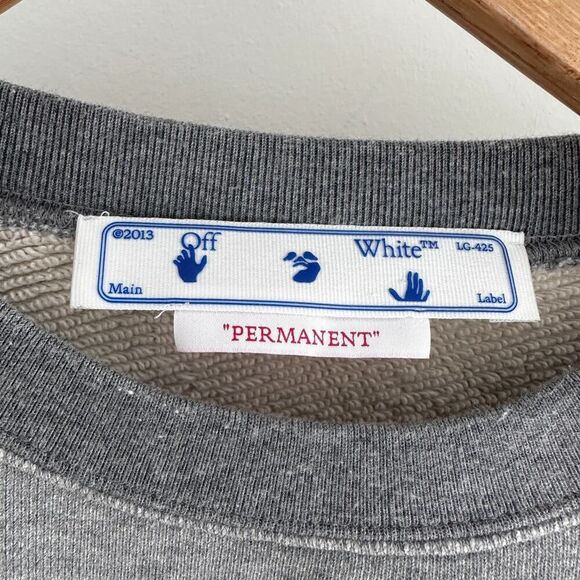 ©2013 Off White™ LG-425
Main Label
"PERMANENT"